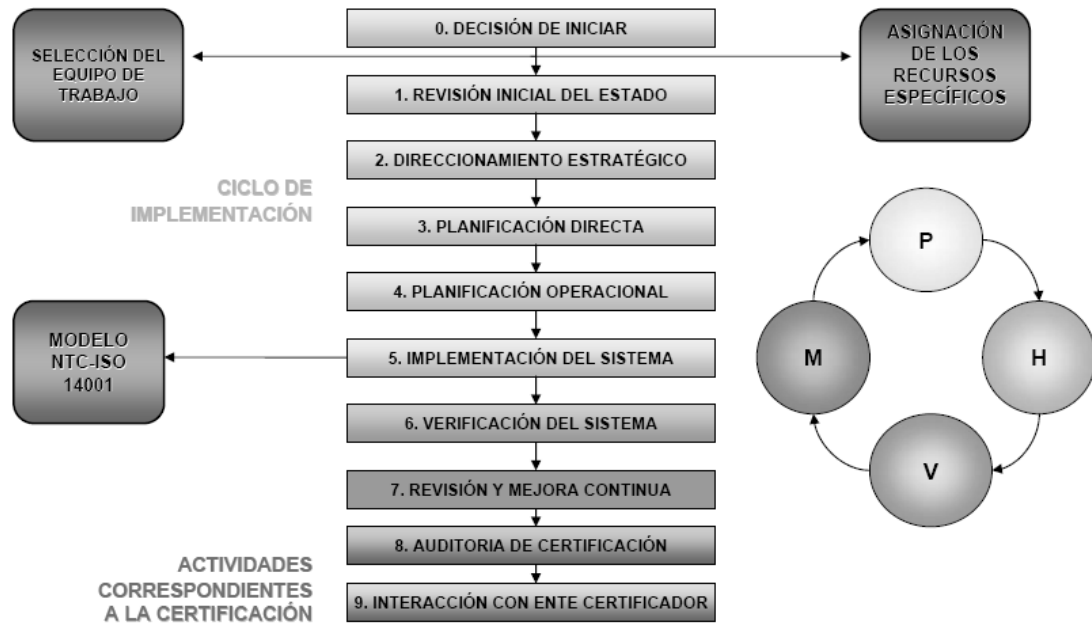 0. DECISIÓN DE INICIAR
SELECCIÓN DEL
EQUIPO DE
TRABAJO
ASIGNACIÓN
DE LOS
RECURSOS
ESPECÍFICOS
1. REVISIÓN INICIAL DEL ESTADO
2. DIRECCIONAMIENTO ESTRATÉGICO
CICLO DE
IMPLEMENTACIÓN
3. PLANIFICACIÓN DIRECTA
4. PLANIFICACIÓN OPERACIONAL
MODELO
NTC-ISO
14001
5. IMPLEMENTACIÓN DEL SISTEMA
6. VERIFICACIÓN DEL SISTEMA
7. REVISIÓN Y MEJORA CONTINUA
8. AUDITORIA DE CERTIFICACIÓN
ACTIVIDADES
CORRESPONDIENTES
A LA CERTIFICACIÓN
9. INTERACCIÓN CON ENTE CERTIFICADOR
P
H
V
M